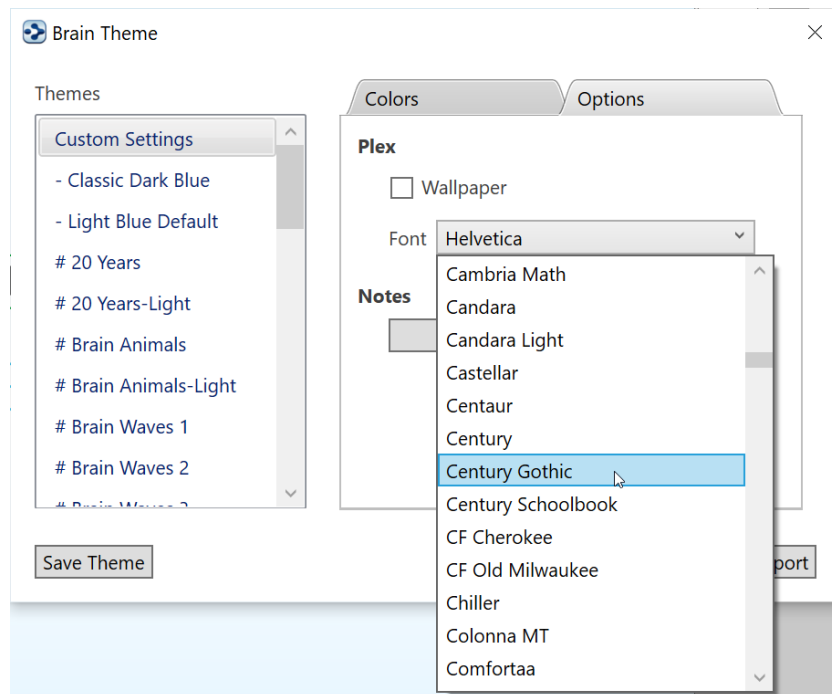 Brain Theme
Themes
Custom Settings
- Classic Dark Blue
- Light Blue Default
# 20 Years
# 20 Years-Light
# Brain Animals
# Brain Animals-Light
# Brain Waves 1
# Brain Waves 2
Save Theme
Colors
Options
Plex
Wallpaper
Font
Helvetica
Cambria Math
Candara
Candara Light
Castellar
Centaur
Century
Century Gothic
Century Schoolbook
CF Cherokee
CF Old Milwaukee
Chiller
Colonna MT
Comfortaa
Notes
port